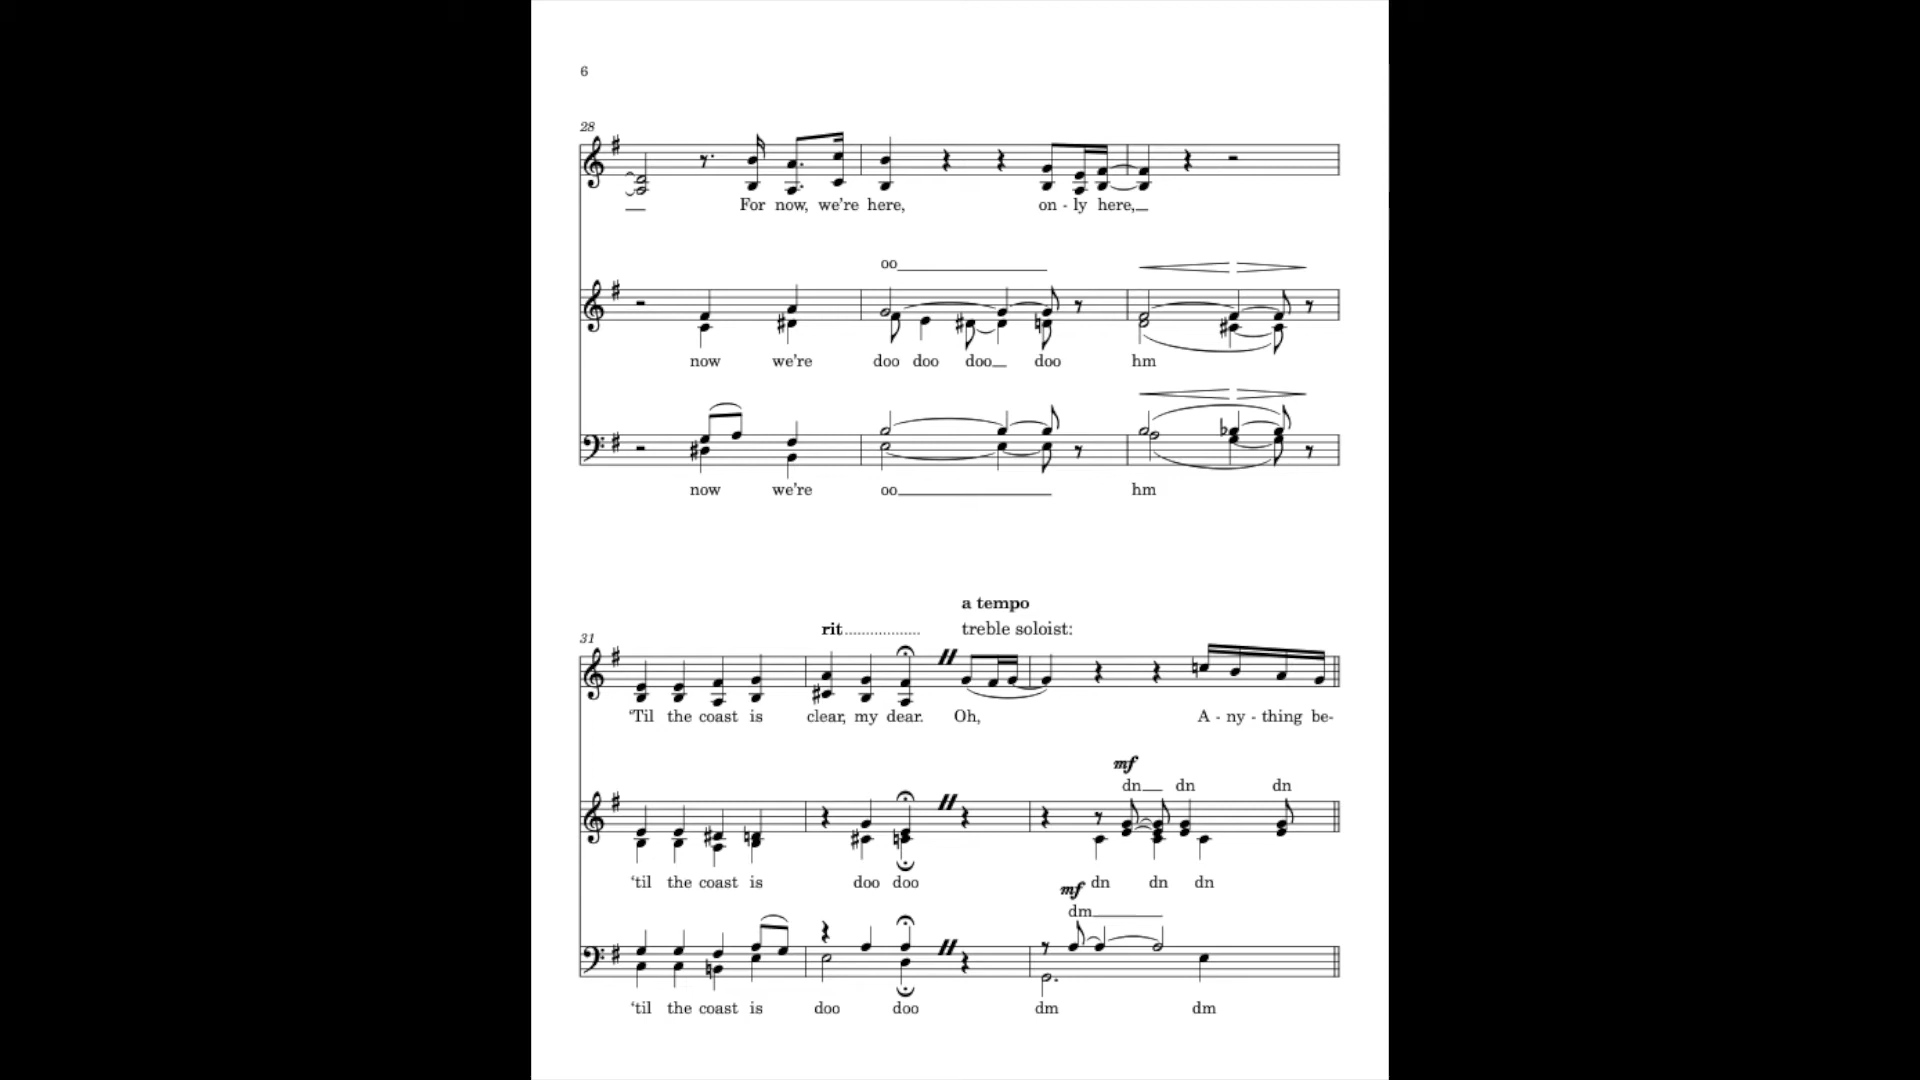 6
28
For now, we're here, on - ly here,
oo
now we're doo doo doo doo hm
now we're oo hm
a tempo
rit.................. treble soloist:
31
'Til the coast is clear, my dear. Oh, A - ny - thing be-
mf
dn dn dn
'til the coast is doo doo dn dn dn
mf
dm
'til the coast is doo doo dm dm